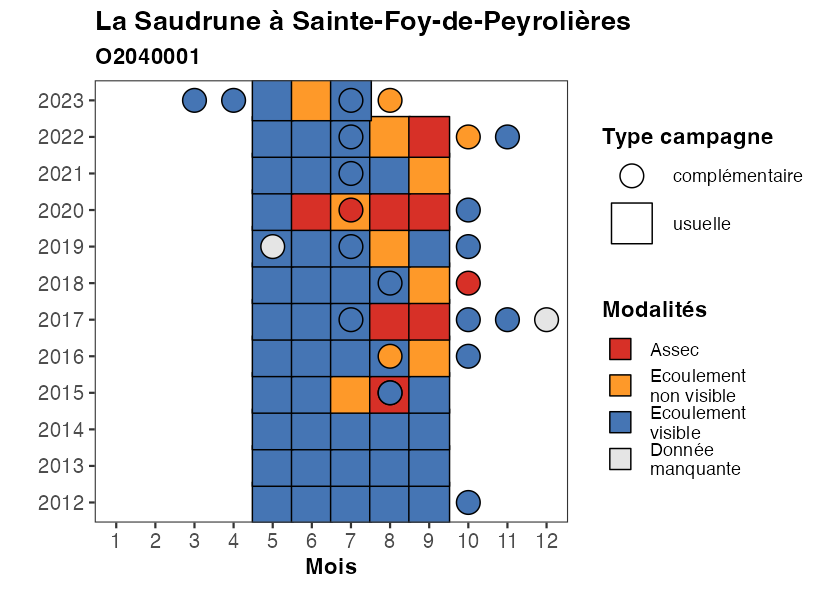 La Saudrune à Sainte-Foy-de-Peyrolières
O2040001
2023
2022
2021
2020
2019
2018
2017
2016
2015
2014
2013
2012
1 2 3 4 5 6 7 8 9 10 11 12
Mois
Type campagne
complémentaire
usuelle
Modalités
Assec
Ecoulement
non visible
Ecoulement
visible
Donnée
manquante